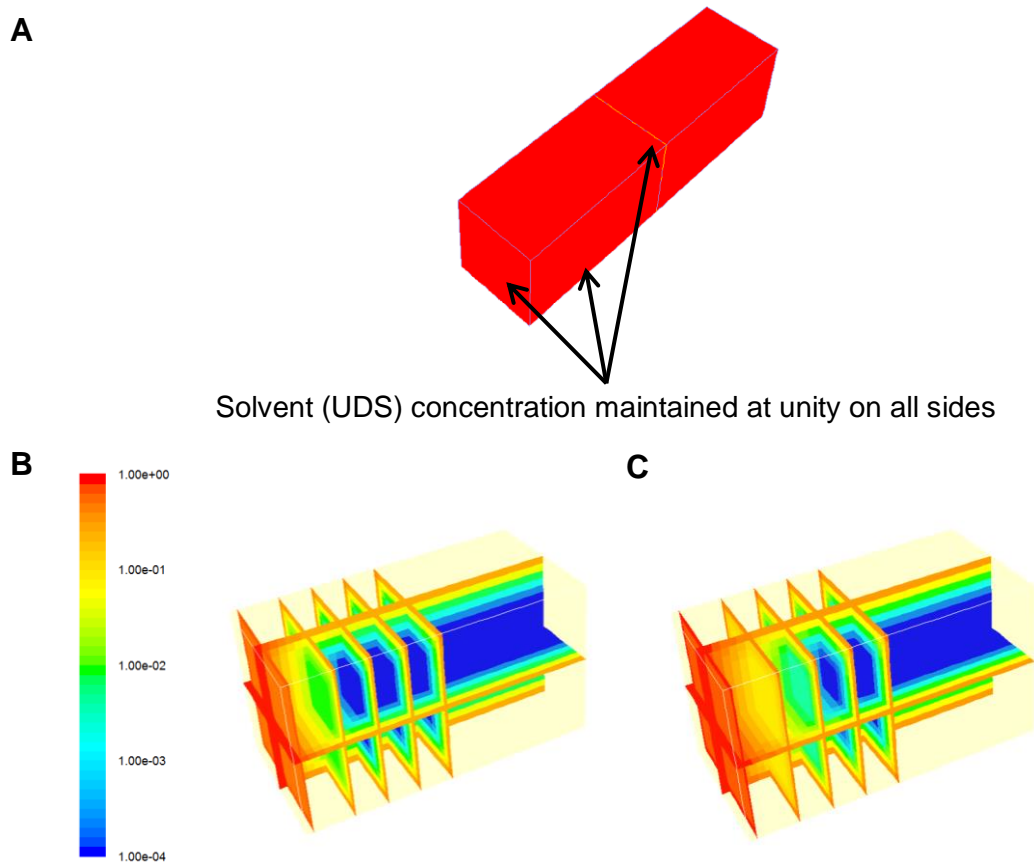 A
Solvent (UDS) concentration maintained at unity on all sides
B
C
1.00e+00
1.00e-01
1.00e-02
1.00e-03
1.00e-04